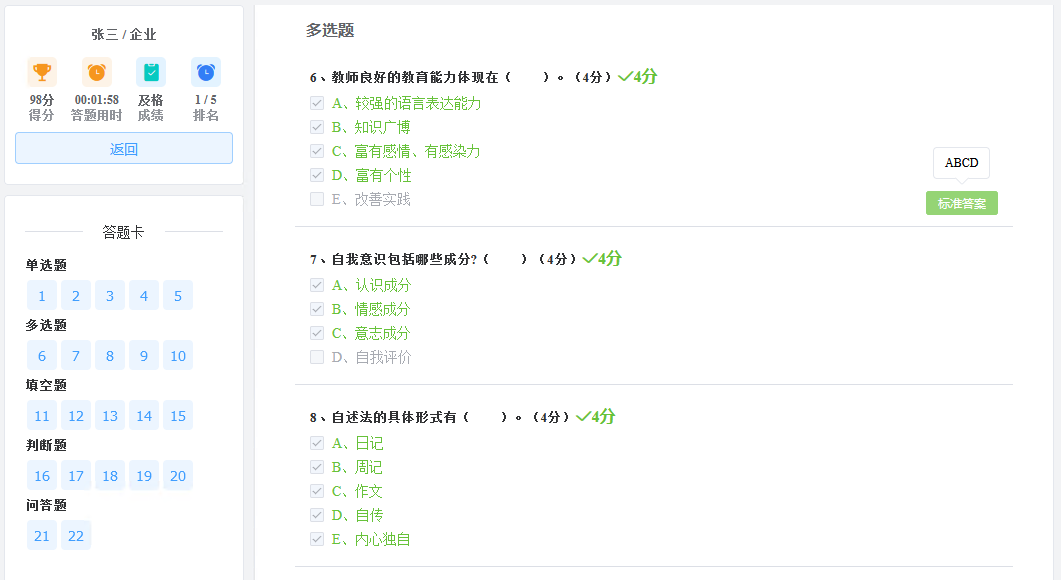 张三 / 企业
98分 00:01:58 及格 1 / 5
得分 答题用时 成绩 排名
返回
答题卡
单选题
1 2 3 4 5
多选题
6 7 8 9 10
填空题
11 12 13 14 15
判断题
16 17 18 19 20
问答题
21 22
多选题
6、教师良好的教育能力体现在（　　）。（4分）4分
A、较强的语言表达能力
B、知识广博
C、富有感情、有感染力
D、富有个性
E、改善实践
ABCD
标准答案
7、自我意识包括哪些成分?（　　）（4分）4分
A、认识成分
B、情感成分
C、意志成分
D、自我评价
8、自述法的具体形式有（　　）。（4分）4分
A、日记
B、周记
C、作文
D、自传
E、内心独自